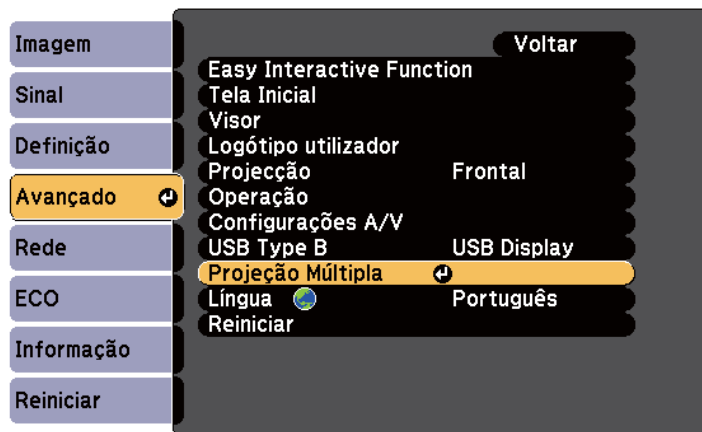 Imagem
Sinal
Definição
Avançado
Rede
ECO
Informação
Reiniciar
Voltar
Easy Interactive Function
Tela Inicial
Visor
Logótipo utilizador
Projecção Frontal
Operação
Configurações A/V
USB Type B USB Display
Projeção Múltipla
Língua Português
Reiniciar